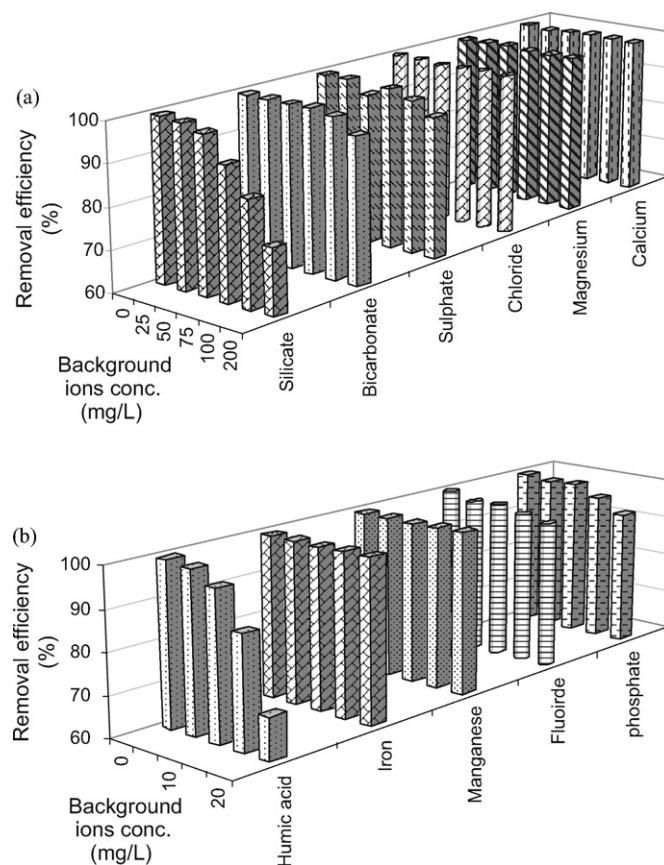 (a)
Removal efficiency
(%)
100
90
80
70
60
0
25
50
75
100
200
Background
ions conc.
(mg/L)
Silicate
Bicarbonate
Sulphate
Chloride
Magnesium
Calcium
(b)
Removal efficiency
(%)
100
90
80
70
60
0
10
20
Background
ions conc.
(mg/L)
Humic acid
Iron
Manganese
Fluoirde
phosphate